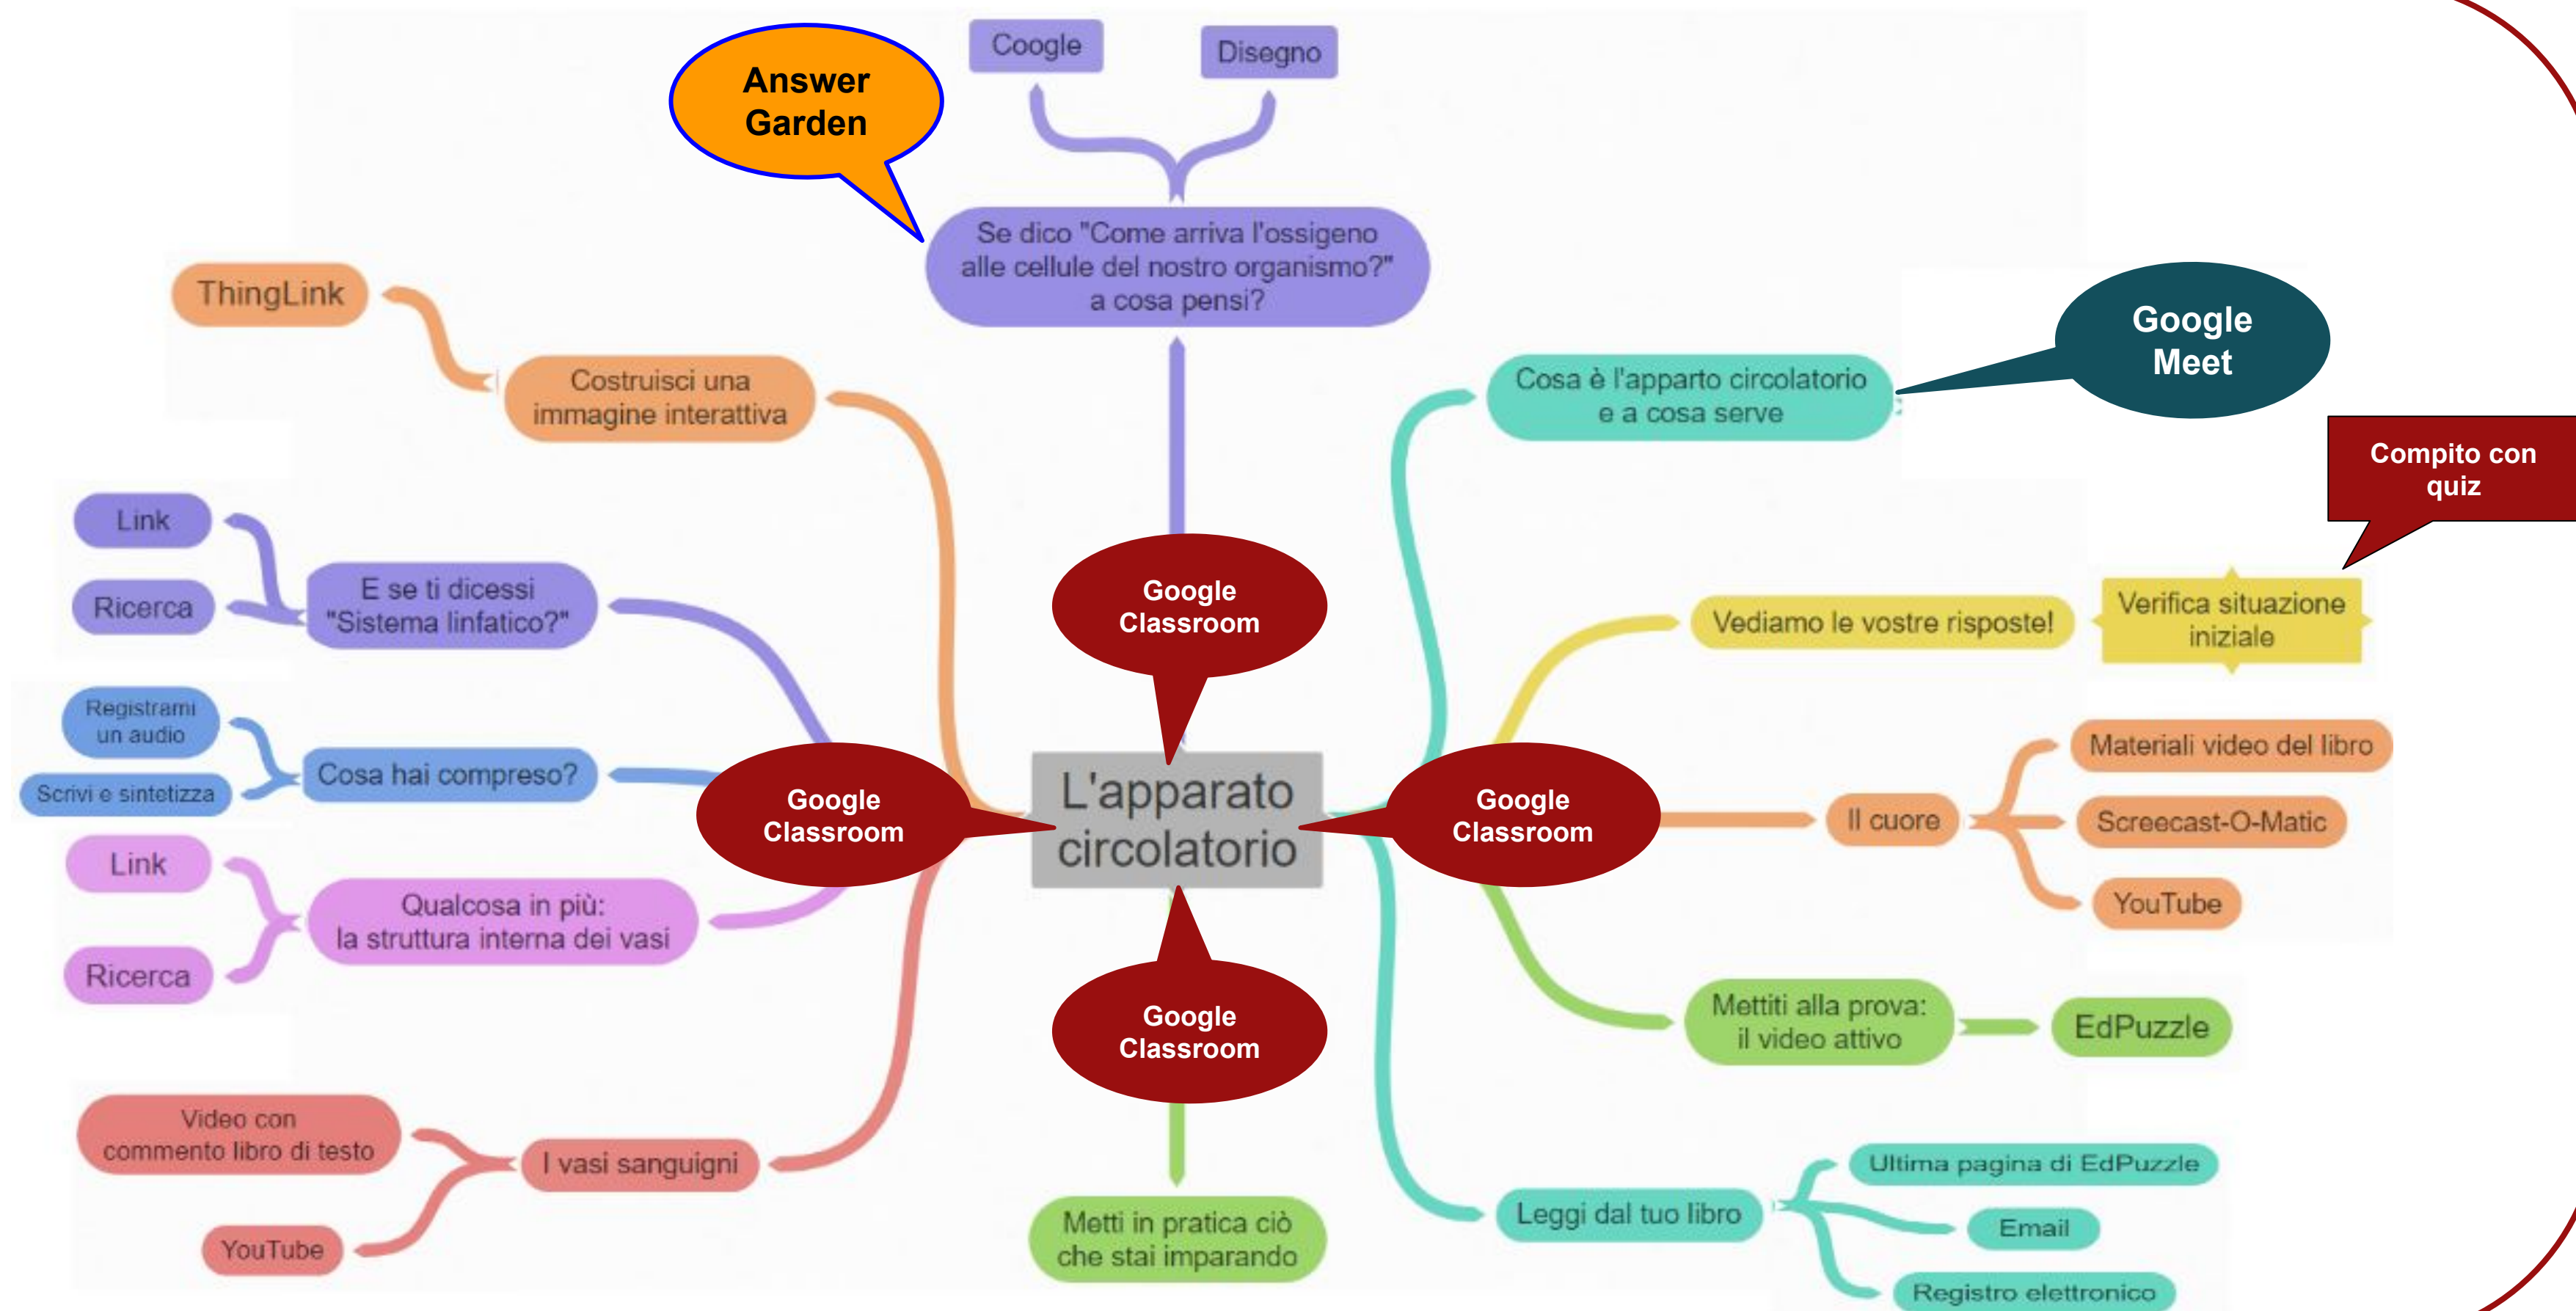 Coogle
Disegno
Answer
Garden
Se dico "Come arriva l'ossigeno
alle cellule del nostro organismo?"
a cosa pensi?
ThingLink
Costruisci una
immagine interattiva
Cosa è l'apparto circolatorio
e a cosa serve
Google
Meet
Compito con
quiz
Link
Ricerca
E se ti dicessi
"Sistema linfatico?"
Google
Classroom
Vediamo le vostre risposte!
Verifica situazione
iniziale
Registrami
un audio
Scrivi e sintetizza
Cosa hai compreso?
Google
Classroom
L'apparato
circolatorio
Google
Classroom
Il cuore
Materiali video del libro
Screecast-O-Matic
YouTube
Link
Ricerca
Qualcosa in più:
la struttura interna dei vasi
Google
Classroom
Mettiti alla prova:
il video attivo
EdPuzzle
Video con
commento libro di testo
YouTube
I vasi sanguigni
Metti in pratica ciò
che stai imparando
Leggi dal tuo libro
Ultima pagina di EdPuzzle
Email
Registro elettronico